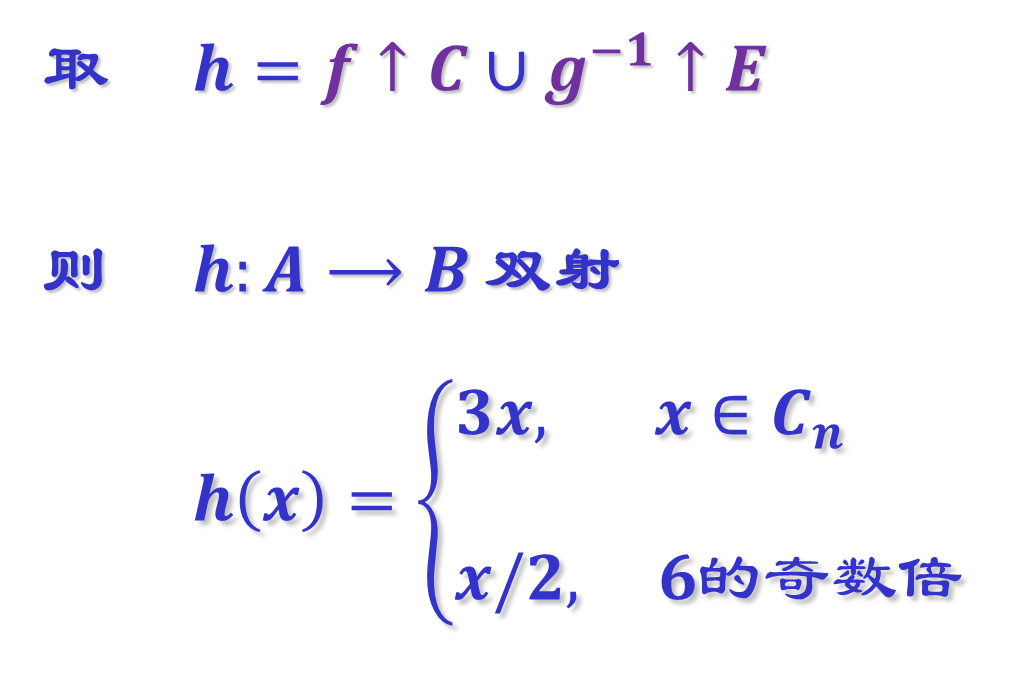 取 h = f ↑ C ∪ g⁻¹ ↑ E
则 h: A ⟶ B 双射
h(x) = { 3x, x ∈ Cₙ
x/2, 6的奇数倍